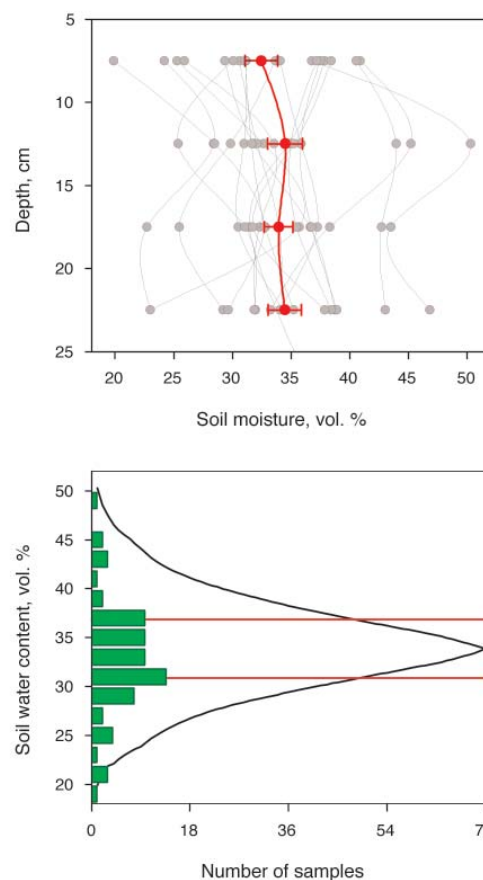 5
10
15
20
25
Depth, cm
20 25 30 35 40 45 50
Soil moisture, vol. %
50
45
40
35
30
25
20
Soil water content, vol. %
0 18 36 54 7
Number of samples